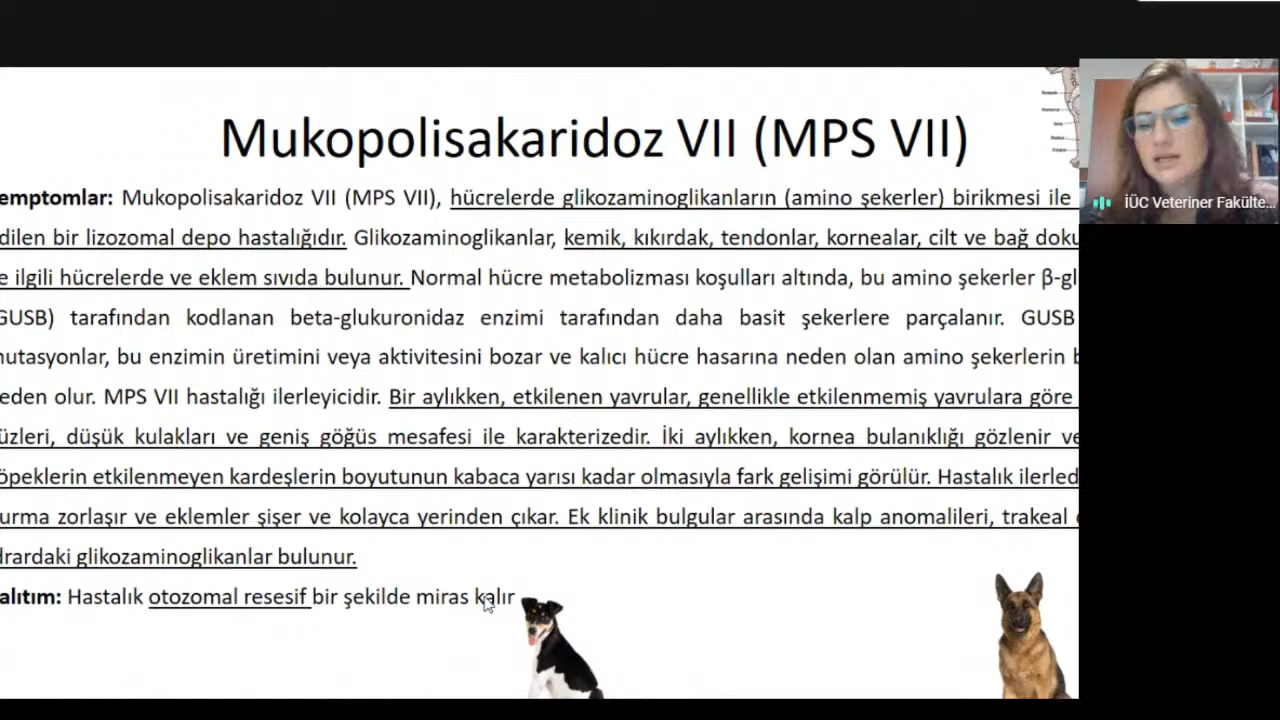 Mukopolisakaridoz VII (MPS VII)
emptomlar: Mukopolisakaridoz VII (MPS VII), hücrelerde glikozaminoglikanların (amino şekerler) birikmesi ile
dilen bir lizozomal depo hastalığıdır. Glikozaminoglikanlar, kemik, kıkırdak, tendonlar, kornealar, cilt ve bağ doku
e ilgili hücrelerde ve eklem sıvıda bulunur. Normal hücre metabolizması koşulları altında, bu amino şekerler β-gl
GUSB) tarafından kodlanan beta-glukuronidaz enzimi tarafından daha basit şekerlere parçalanır. GUSB
utasyonlar, bu enzimin üretimini veya aktivitesini bozar ve kalıcı hücre hasarına neden olan amino şekerlerin b
eden olur. MPS VII hastalığı ilerleyicidir. Bir aylıkken, etkilenen yavrular, genellikle etkilenmemiş yavrulara göre
üzleri, düşük kulakları ve geniş göğüs mesafesi ile karakterizedir. İki aylıkken, kornea bulanıklığı gözlenir ve
öpeklerin etkilenmeyen kardeşlerin boyutunun kabaca yarısı kadar olmasıyla fark gelişimi görülür. Hastalık ilerled
urma zorlaşır ve eklemler şişer ve kolayca yerinden çıkar. Ek klinik bulgular arasında kalp anomalileri, trakeal
drardaki glikozaminoglikanlar bulunur.
alıtım: Hastalık otozomal resesif bir şekilde miras kalır
İÜC Veteriner Fakülte...